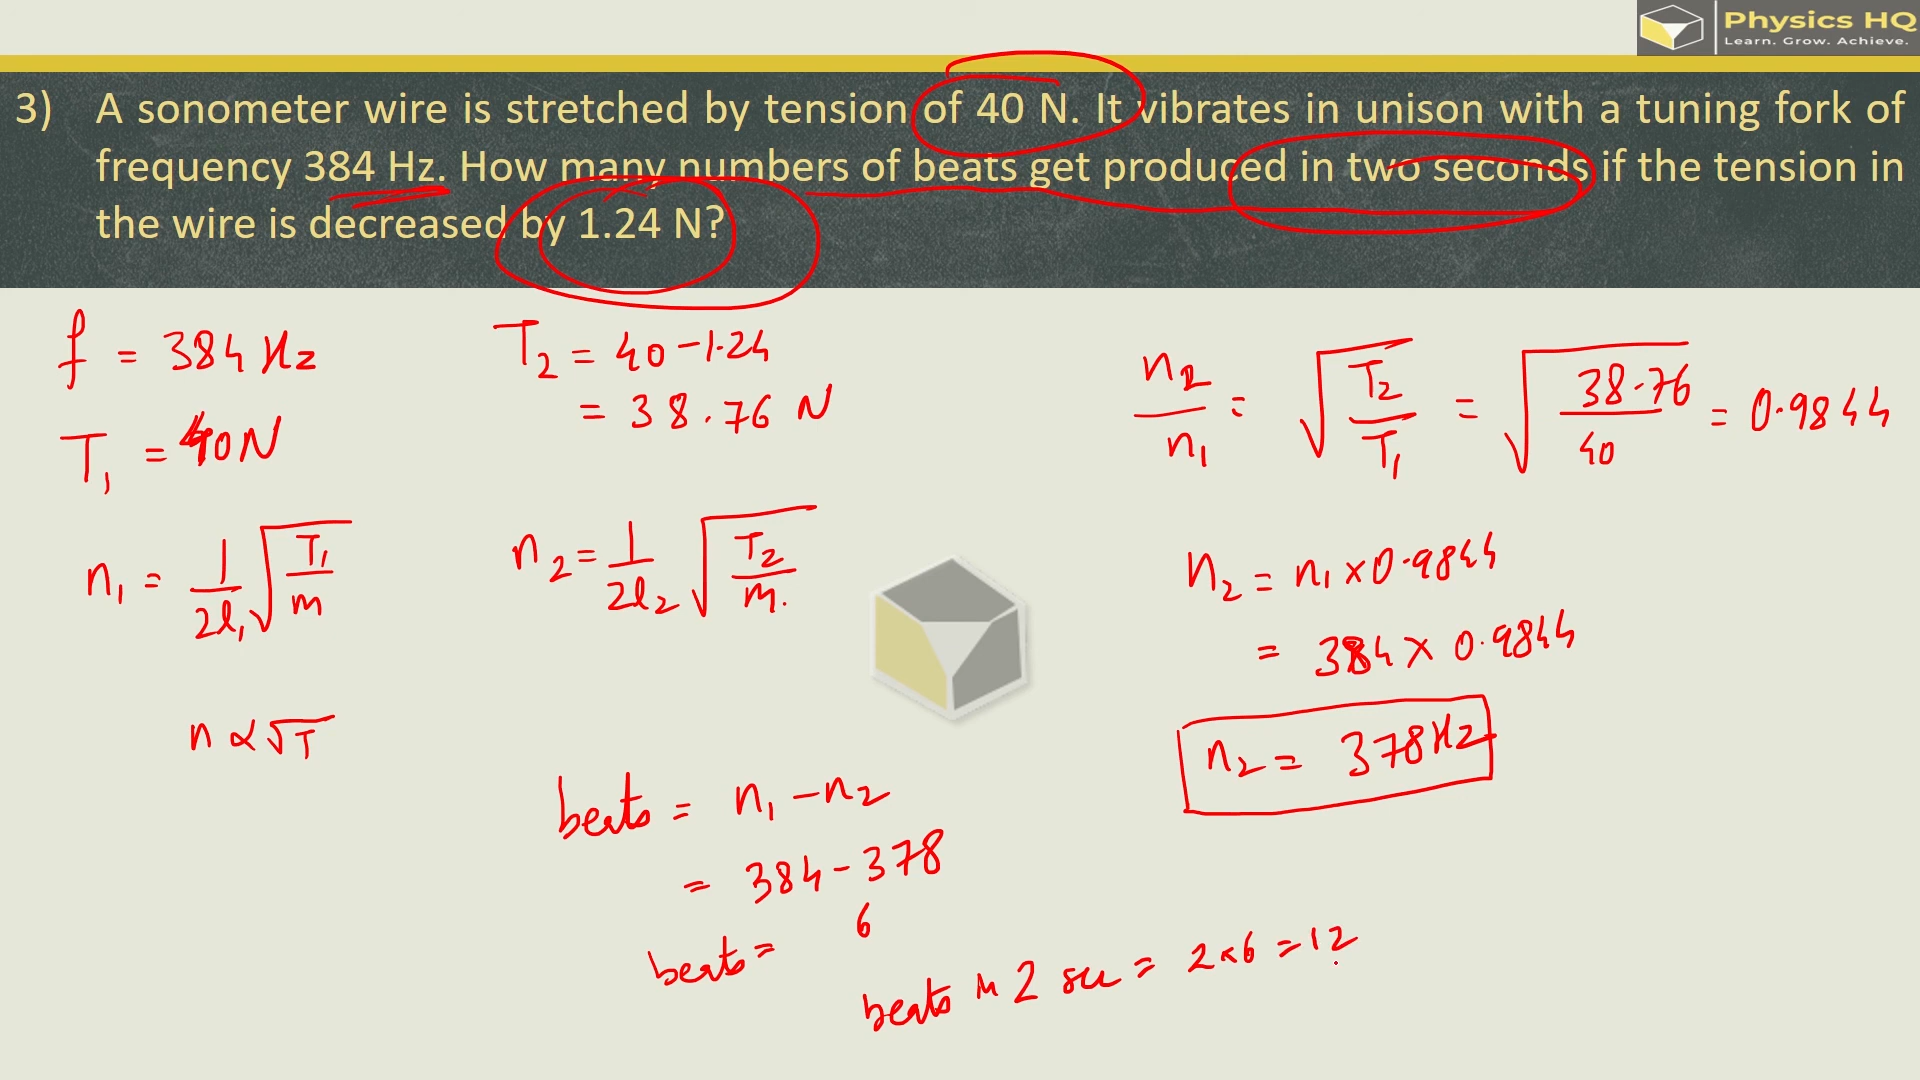 Physics HQ
Learn. Grow. Achieve.
3) A sonometer wire is stretched by tension of 40 N. It vibrates in unison with a tuning fork of
frequency 384 Hz. How many numbers of beats get produced in two seconds if the tension in
the wire is decreased by 1.24 N?
f = 384 Hz
T₁ = 40 N
n₁ = 1/2l₁ √(T₁/m)
n ∝ √T
T₂ = 40 - 1.24
= 38.76 N
n₂ = 1/2l₂ √(T₂/m.)
n₂/n₁ = √(T₂/T₁) = √(38.76/40) = 0.9844
n₂ = n₁ × 0.9844
= 384 × 0.9844
n₂ = 378 Hz
beats = n₁ - n₂
= 384 - 378
beats = 6
beats in 2 sec = 2 × 6 = 12